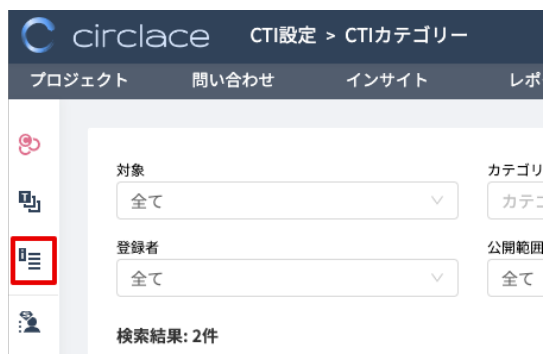 circlace CTI設定 > CTIカテゴリー
プロジェクト 問い合わせ インサイト レポ
対象 カテゴリ
全て カテゴ
登録者 公開範囲
全て 全て
検索結果: 2件